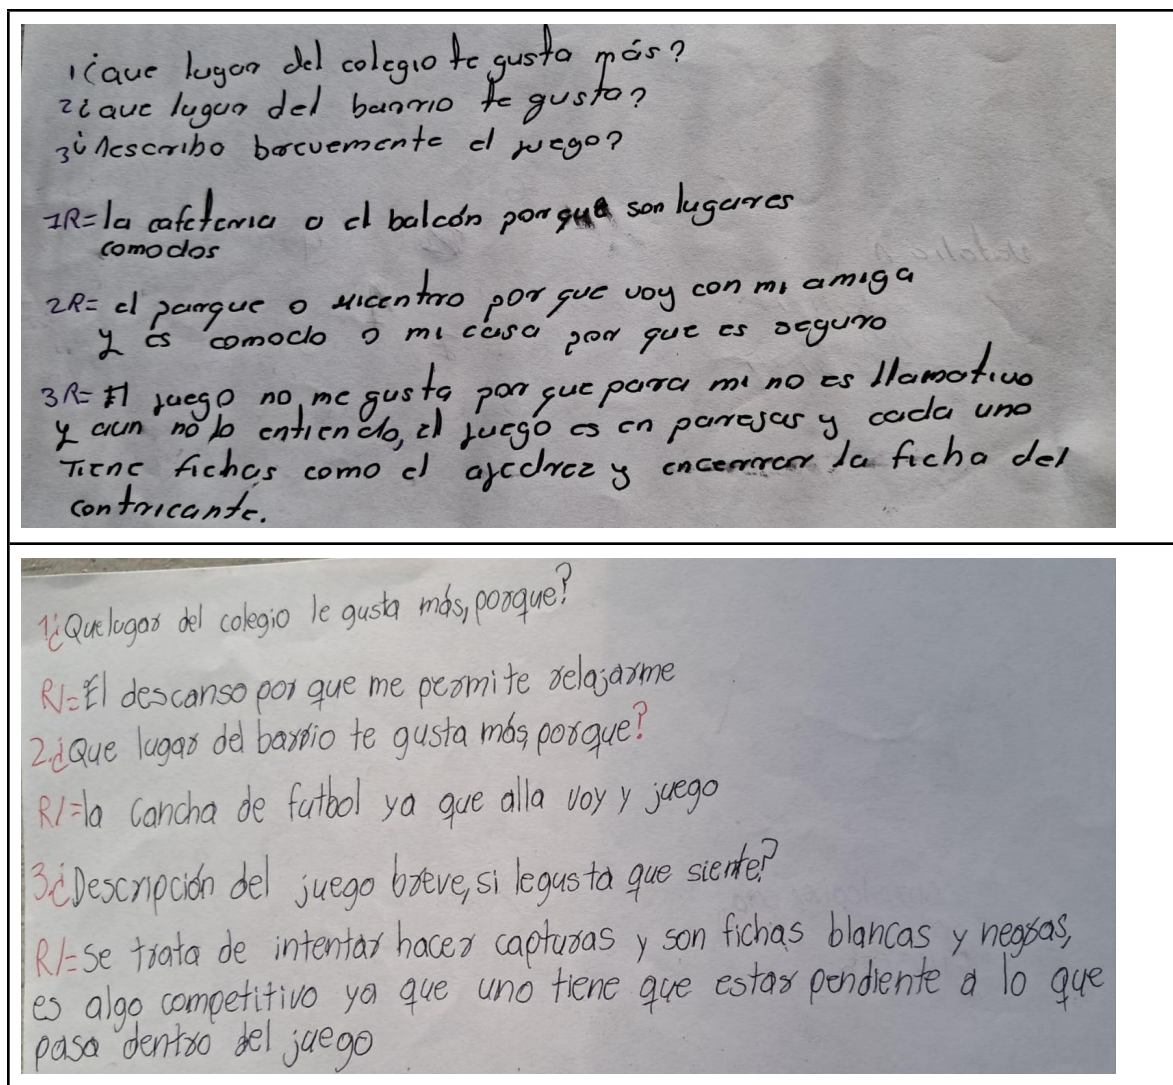 1¿que lugar del colegio te gusta más?
2¿que lugar del barrio te gusta?
3¿Describo brevemente el juego?
1R=la cafeteria o el balcón porque son lugares
comodos
2R= el parque o unicentro por que voy con mi amiga
y es comodo o mi casa por que es seguro
3R= El juego no me gusta por que para mi no es llamativo
y aun no lo entiendo, el juego es en parejas y cada uno
Tiene fichas como el ajedrez y encerrar la ficha del
contricante.
1¿Que lugar del colegio le gusta más, porque?
R/=El descanso por que me permite relajarme
2.¿Que lugar del barrio te gusta más, porque?
R/=la Cancha de futbol ya que alla voy y juego
3.¿Descripción del juego breve, si le gusta que siente?
R/=se trata de intentar hacer capturas y son fichas blancas y negras,
es algo competitivo ya que uno tiene que estar pendiente a lo que
pasa dentro del juego